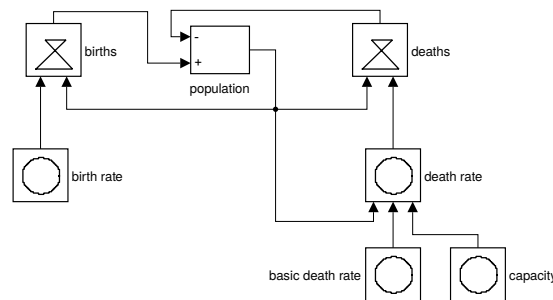 births
-
+
deaths
population
birth rate
death rate
basic death rate
capacity